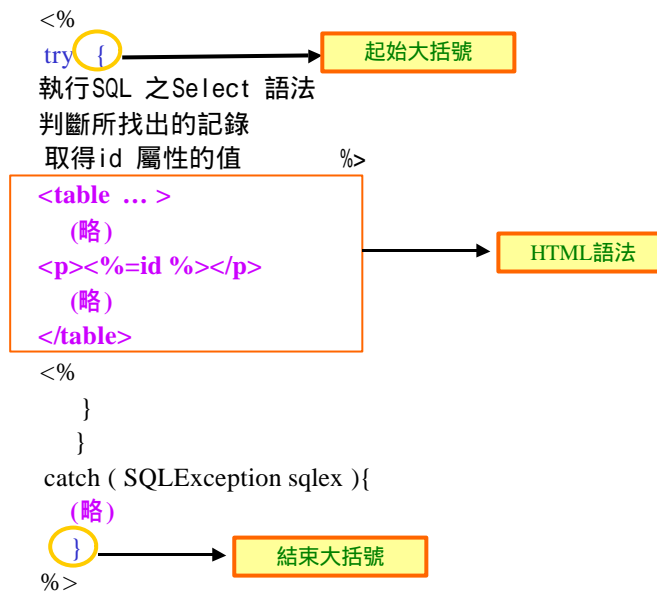 <%
try { 起始大括號
執行SQL 之Select 語法
判斷所找出的記錄
取得id 屬性的值 %>
<table … >
(略)
<p><%=id %></p> HTML語法
(略)
</table>
<%
}
}
catch ( SQLException sqlex ){
(略)
} 結束大括號
%>